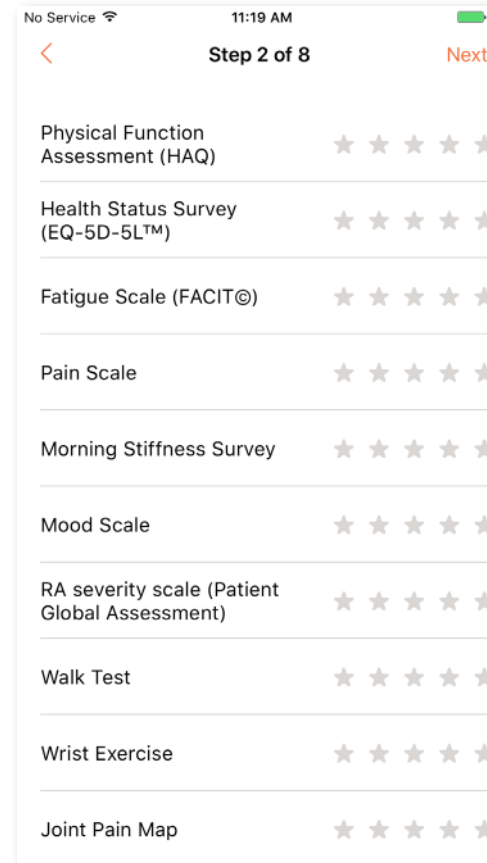 No Service 11:19 AM
Step 2 of 8 Next
Physical Function
Assessment (HAQ)
Health Status Survey
(EQ-5D-5L™)
Fatigue Scale (FACIT©)
Pain Scale
Morning Stiffness Survey
Mood Scale
RA severity scale (Patient
Global Assessment)
Walk Test
Wrist Exercise
Joint Pain Map